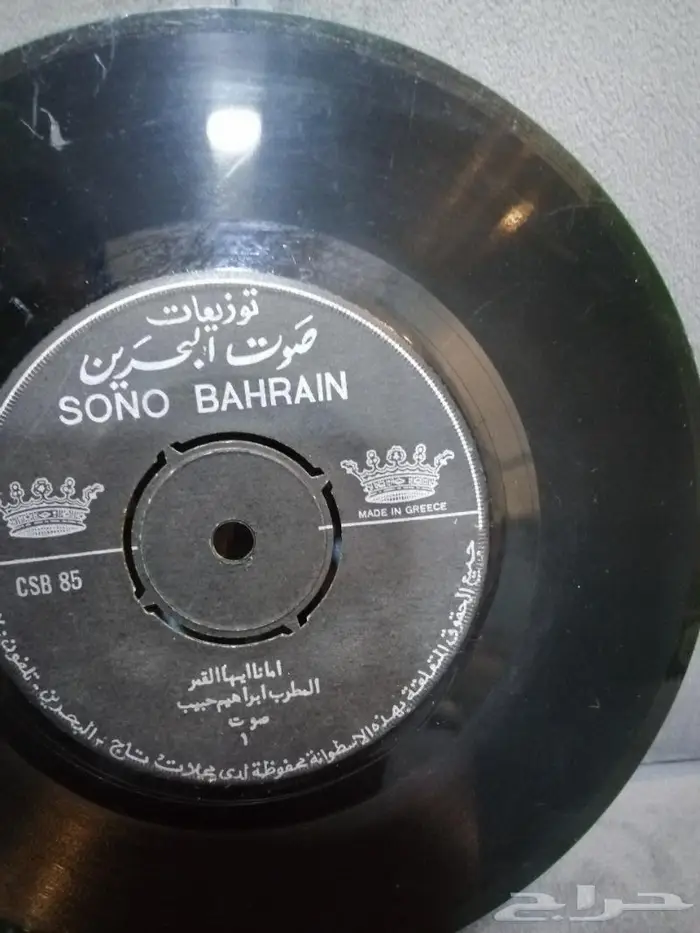 توزيعات
صوت البحرين
SONO BAHRAIN
MADE IN GREECE
CSB 85
امانا ايها القمر
المطرب ابراهيم حبيب
صوت
١
جميع الحقوق المتعلقة بهذه الاسطوانة محفوظة لدى محلات تاج - البحرين - تلفون:
حراج